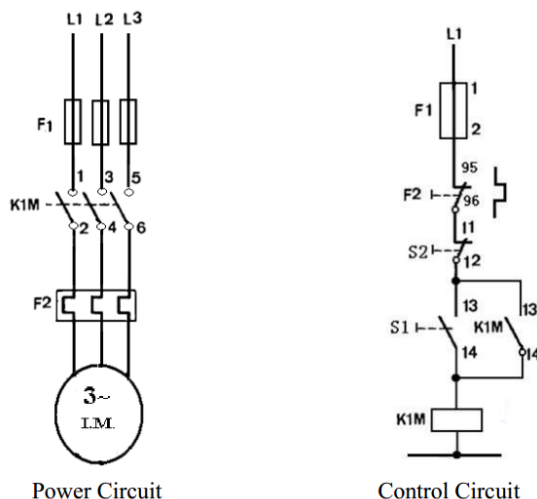 L1 L2 L3
F1
1 3 5
K1M
2 4 6
F2
3~
I.M.
Power Circuit
L1
1
F1
2
95
F2
96
11
S2
12
13 13
S1 K1M
14 14
K1M
Control Circuit